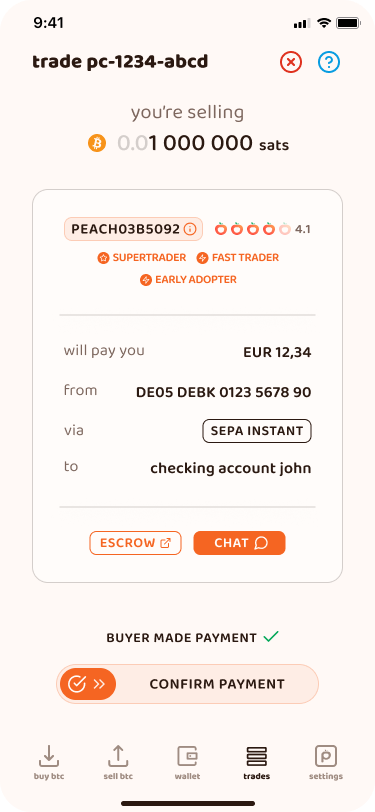 9:41
trade pc-1234-abcd
you're selling
0.01 000 000 sats
PEACH03B5092 4.1
SUPERTRADER FAST TRADER
EARLY ADOPTER
will pay you EUR 12,34
from DE05 DEBK 0123 5678 90
via SEPA INSTANT
to checking account john
ESCROW CHAT
BUYER MADE PAYMENT
CONFIRM PAYMENT
buy btc sell btc wallet trades settings